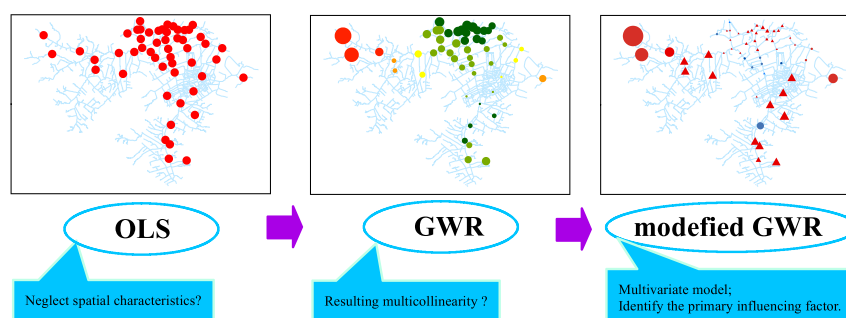 OLS
GWR
modefied GWR
Neglect spatial characteristics?
Resulting multicollinearity ?
Multivariate model;
Identify the primary influencing factor.